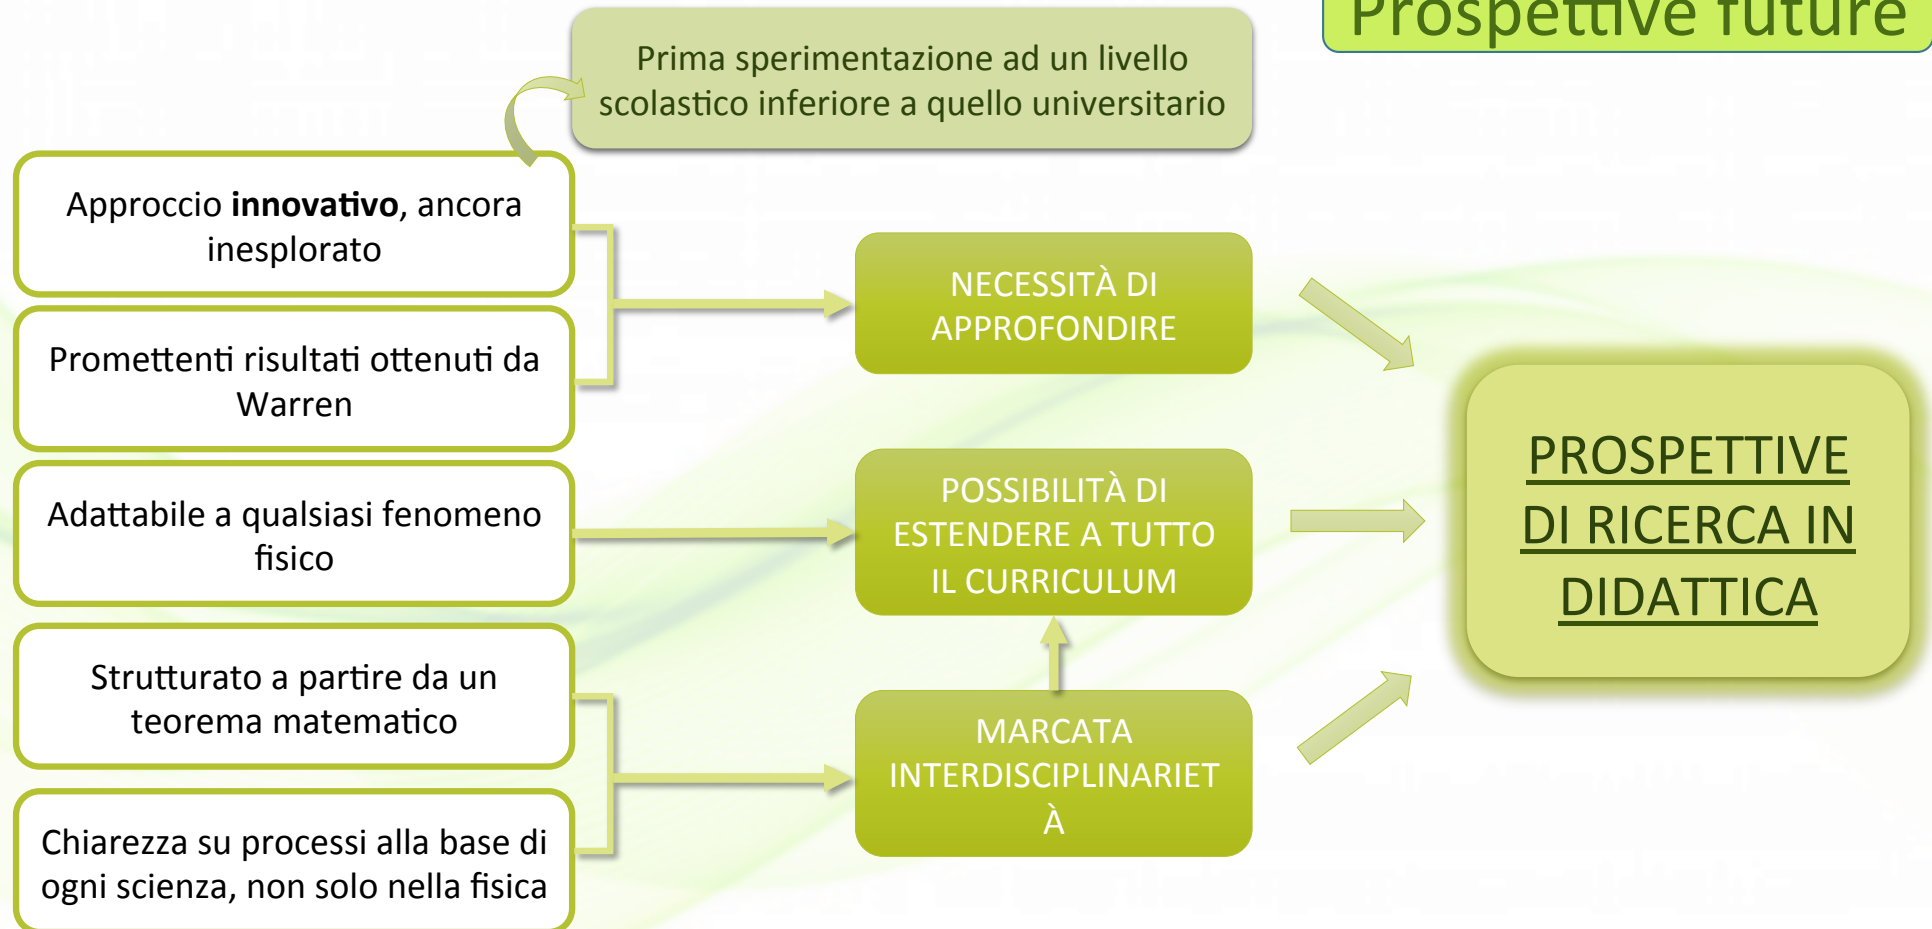 Prospettive future
Prima sperimentazione ad un livello
scolastico inferiore a quello universitario
Approccio innovativo, ancora
inesplorato
Promettenti risultati ottenuti da
Warren
Adattabile a qualsiasi fenomeno
fisico
Strutturato a partire da un
teorema matematico
Chiarezza su processi alla base di
ogni scienza, non solo nella fisica
NECESSITÀ DI
APPROFONDIRE
POSSIBILITÀ DI
ESTENDERE A TUTTO
IL CURRICULUM
MARCATA
INTERDISCIPLINARIET
À
PROSPETTIVE
DI RICERCA IN
DIDATTICA